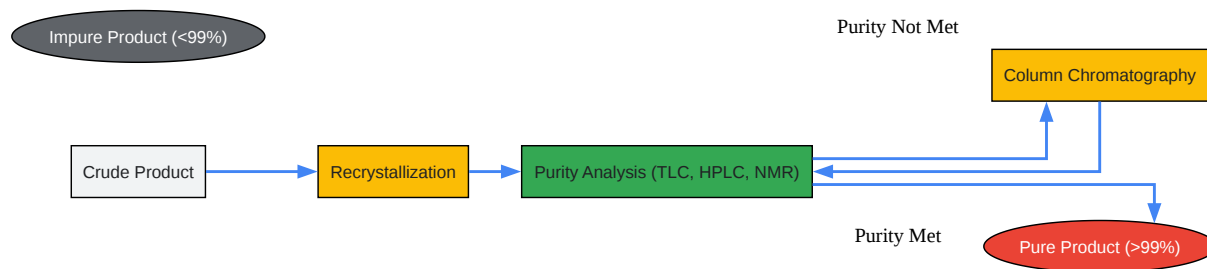 Impure Product (<99%)
Purity Not Met
Column Chromatography
Crude Product
Recrystallization
Purity Analysis (TLC, HPLC, NMR)
Purity Met
Pure Product (>99%)